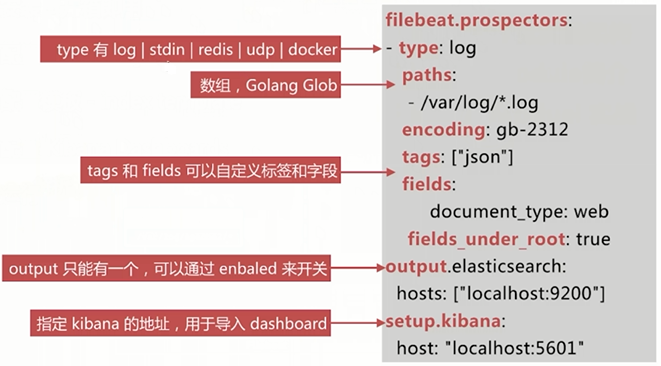 filebeat.prospectors:
type 有 log | stdin | redis | udp | docker
- type: log
数组，Golang Glob
paths:
- /var/log/*.log
encoding: gb-2312
tags 和 fields 可以自定义标签和字段
tags: ["json"]
fields:
document_type: web
fields_under_root: true
output 只能有一个，可以通过 enbaled 来开关
output.elasticsearch:
hosts: ["localhost:9200"]
指定 kibana 的地址，用于导入 dashboard
setup.kibana:
host: "localhost:5601"